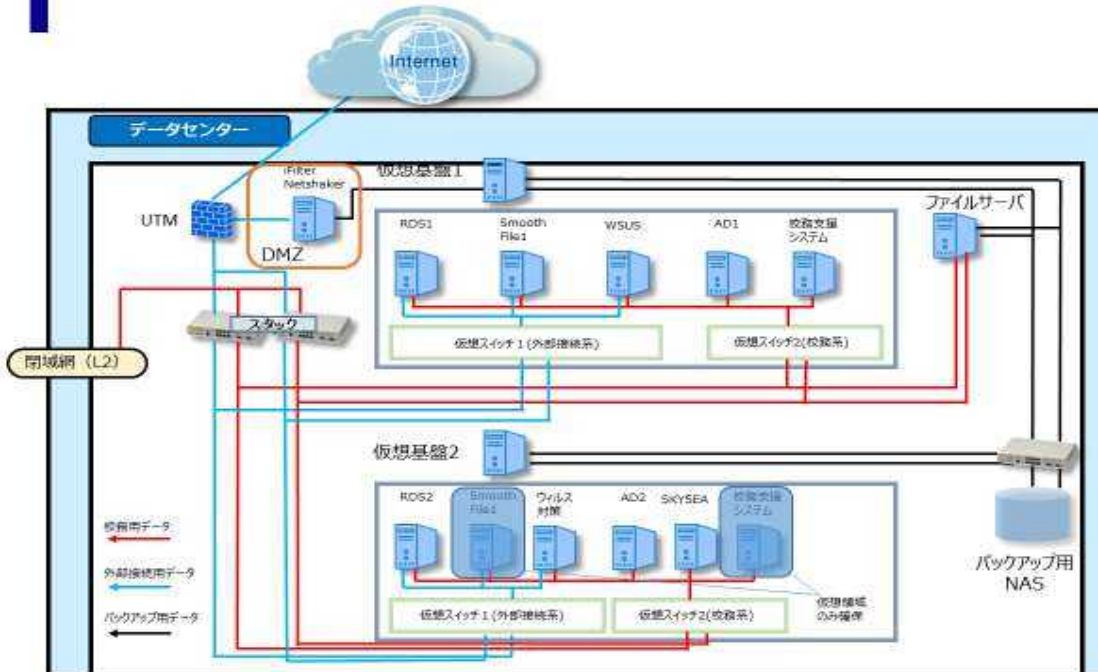 Internet
データセンター
iFilter
Netshaker
仮想基盤1
UTM
DMZ
ファイルサーバ
RDS1
Smooth
File1
WSUS
AD1
校務支援
システム
スタック
仮想スイッチ1(外部接続系)
仮想スイッチ2(校務系)
閉域網（L2）
仮想基盤2
RDS2
Smooth
File1
ウィルス
対策
AD2
SKYSEA
校務支援
システム
校務用データ
外部接続用データ
バックアップ用データ
仮想スイッチ1(外部接続系)
仮想スイッチ2(校務系)
仮想領域
のみ確保
バックアップ用
NAS